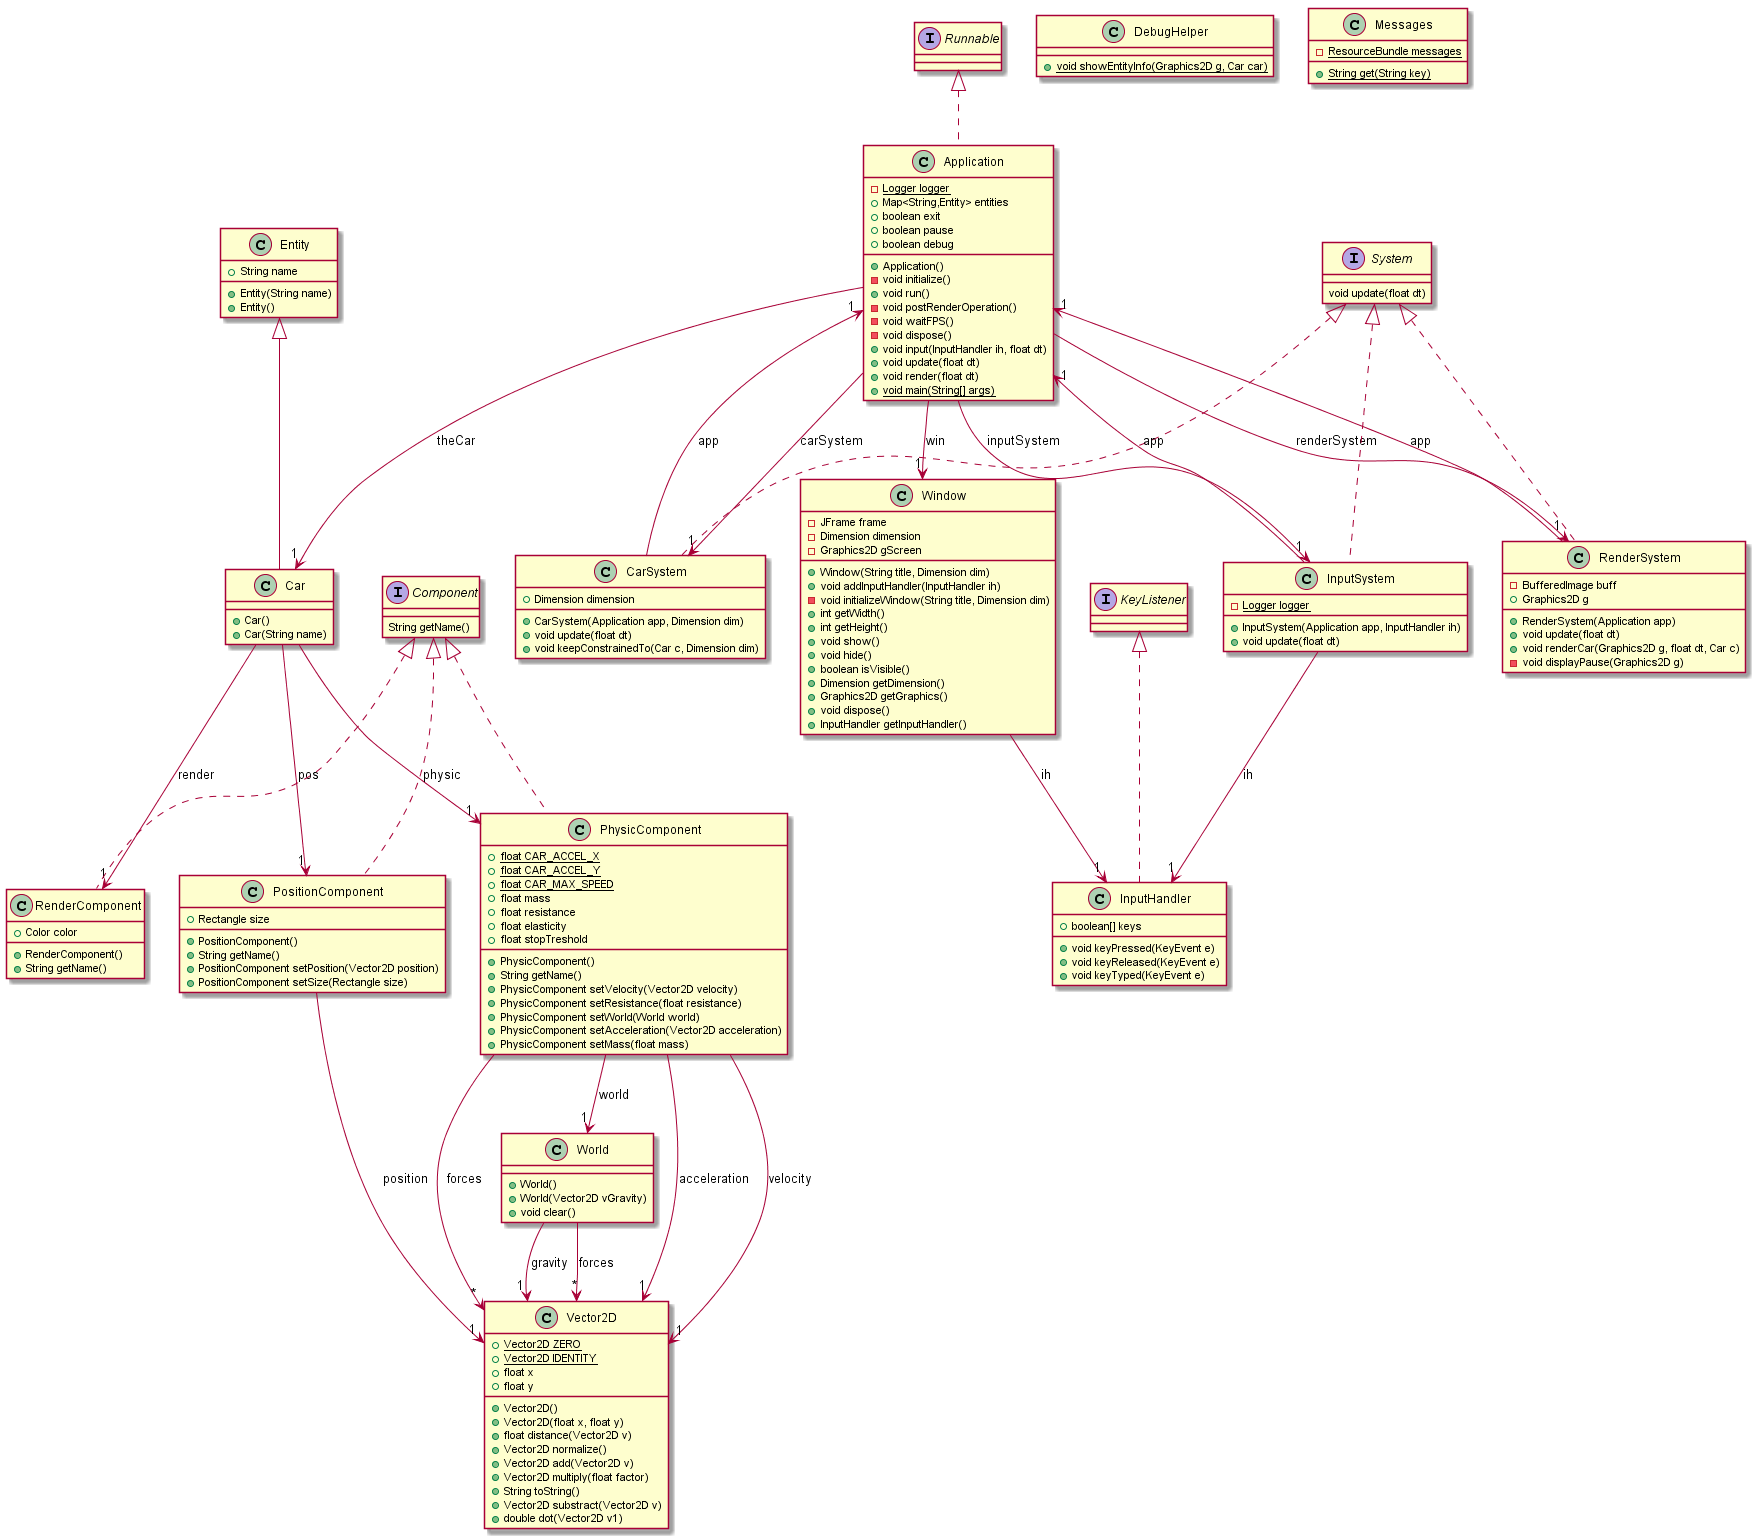 I Runnable
C DebugHelper
void showEntityInfo(Graphics2D g, Car car)
C Messages
ResourceBundle messages
String get(String key)
C Application
Logger logger
Map<String,Entity> entities
boolean exit
boolean pause
boolean debug
Application()
void initialize()
void run()
void postRenderOperation()
void waitFPS()
void dispose()
void input(InputHandler ih, float dt)
void update(float dt)
void render(float dt)
void main(String[] args)
1
1
1
C Entity
String name
Entity(String name)
Entity()
I System
void update(float dt)
theCar
app
carSystem
win
inputSystem
app
renderSystem
app
1
1
1
1
1
C Car
Car()
Car(String name)
I Component
String getName()
C CarSystem
Dimension dimension
CarSystem(Application app, Dimension dim)
void update(float dt)
void keepConstrainedTo(Car c, Dimension dim)
C Window
JFrame frame
Dimension dimension
Graphics2D gScreen
Window(String title, Dimension dim)
void addInputHandler(InputHandler ih)
void initializeWindow(String title, Dimension dim)
int getWidth()
int getHeight()
void show()
void hide()
boolean isVisible()
Dimension getDimension()
Graphics2D getGraphics()
void dispose()
InputHandler getInputHandler()
I KeyListener
C InputSystem
Logger logger
InputSystem(Application app, InputHandler ih)
void update(float dt)
C RenderSystem
BufferedImage buff
Graphics2D g
RenderSystem(Application app)
void update(float dt)
void renderCar(Graphics2D g, float dt, Car c)
void displayPause(Graphics2D g)
render
pos
physic
ih
ih
1
1
1
1
1
C RenderComponent
Color color
RenderComponent()
String getName()
C PositionComponent
Rectangle size
PositionComponent()
String getName()
PositionComponent setPosition(Vector2D position)
PositionComponent setSize(Rectangle size)
C PhysicComponent
float CAR_ACCEL_X
float CAR_ACCEL_Y
float CAR_MAX_SPEED
float mass
float resistance
float elasticity
float stopTreshold
PhysicComponent()
String getName()
PhysicComponent setVelocity(Vector2D velocity)
PhysicComponent setResistance(float resistance)
PhysicComponent setWorld(World world)
PhysicComponent setAcceleration(Vector2D acceleration)
PhysicComponent setMass(float mass)
C InputHandler
boolean[] keys
void keyPressed(KeyEvent e)
void keyReleased(KeyEvent e)
void keyTyped(KeyEvent e)
world
1
C World
World()
World(Vector2D vGravity)
void clear()
position
forces
acceleration
velocity
gravity
forces
1
*
1
*
1
1
C Vector2D
Vector2D ZERO
Vector2D IDENTITY
float x
float y
Vector2D()
Vector2D(float x, float y)
float distance(Vector2D v)
Vector2D normalize()
Vector2D add(Vector2D v)
Vector2D multiply(float factor)
String toString()
Vector2D substract(Vector2D v)
double dot(Vector2D v1)